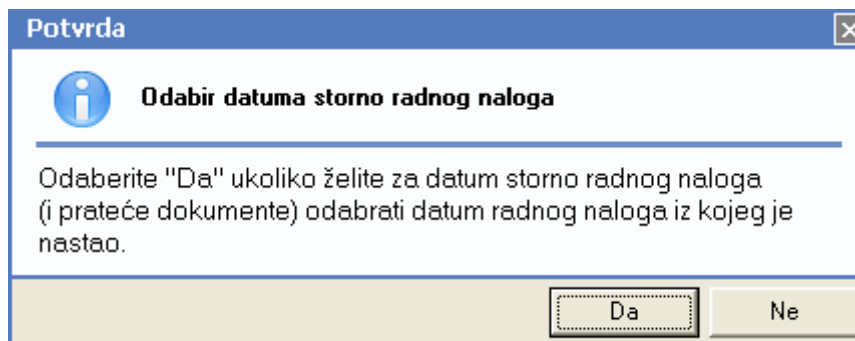 Potvrda
Odabir datuma storno radnog naloga
Odaberite "Da" ukoliko želite za datum storno radnog naloga
(i prateće dokumente) odabrati datum radnog naloga iz kojeg je
nastao.
Da
Ne